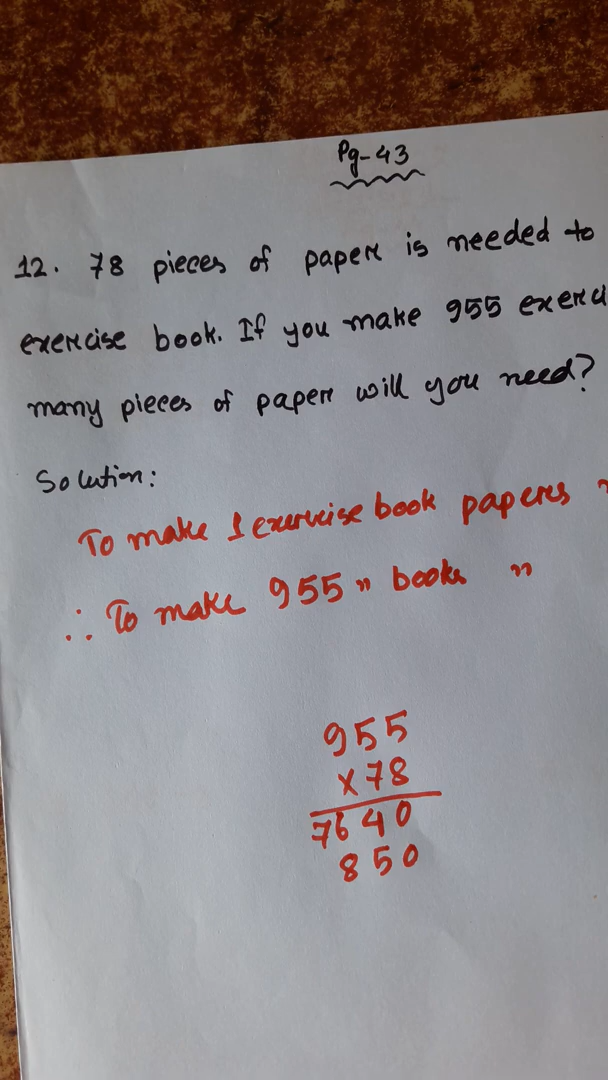 Pg-43
12. 78 pieces of paper is needed to
exercise book. If you make 955 exerci
many pieces of paper will you need?
Solution:
To make 1 exercise book papers "
∴ To make 955 " books "
955
x78
7640
850